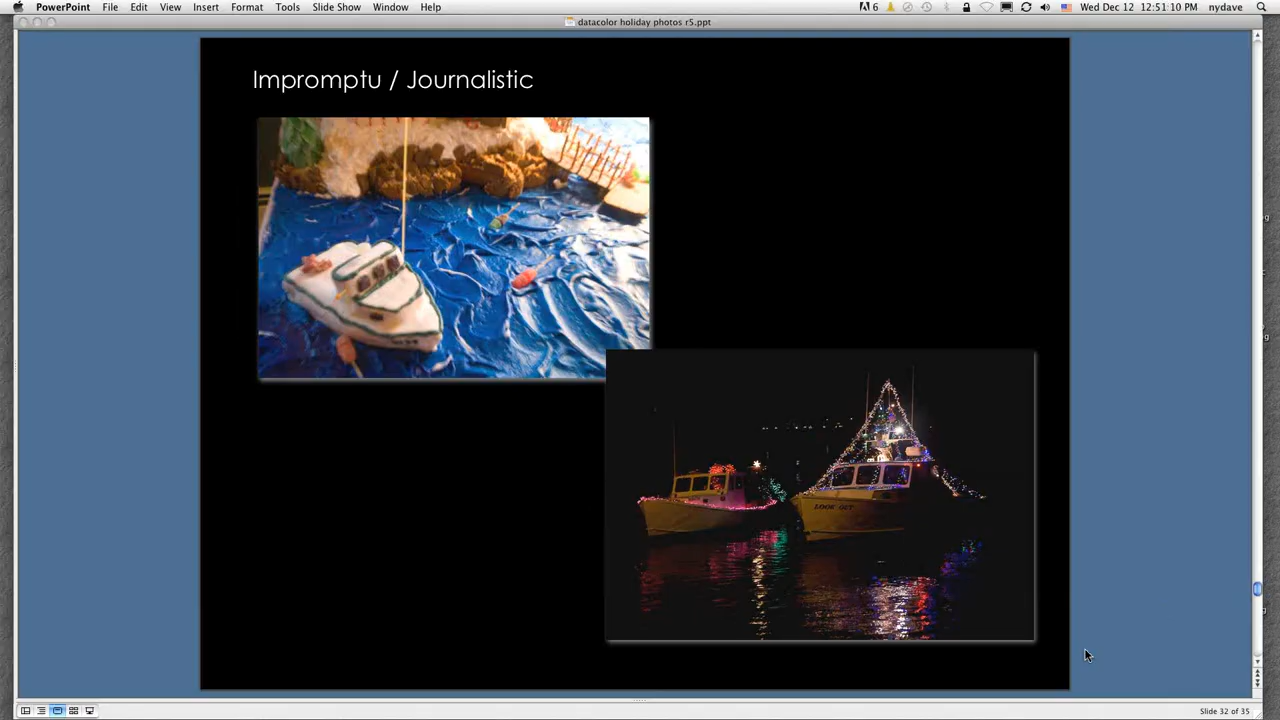 PowerPoint File Edit View Insert Format Tools Slide Show Window Help 6 Wed Dec 12 12:51:10 PM nydave
datacolor holiday photos r5.ppt
Impromptu / Journalistic
LOOK OUT
Slide 32 of 35